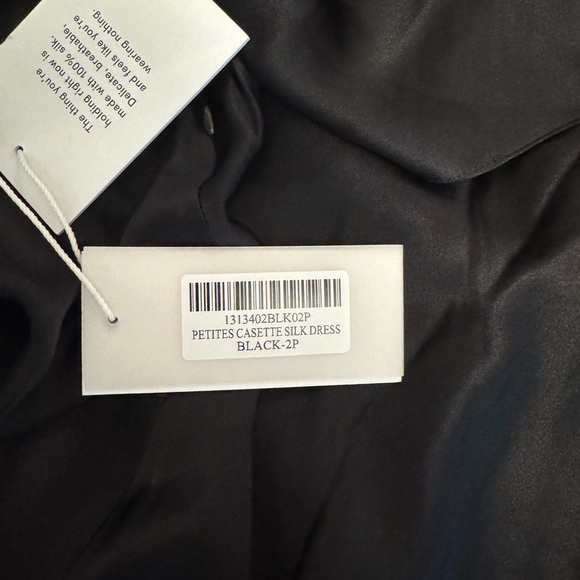 The thing you're
holding right now is
made with 100% silk.
Delicate, breathable,
and feels like you're
wearing nothing.
1313402BLK02P
PETITES CASETTE SILK DRESS
BLACK-2P